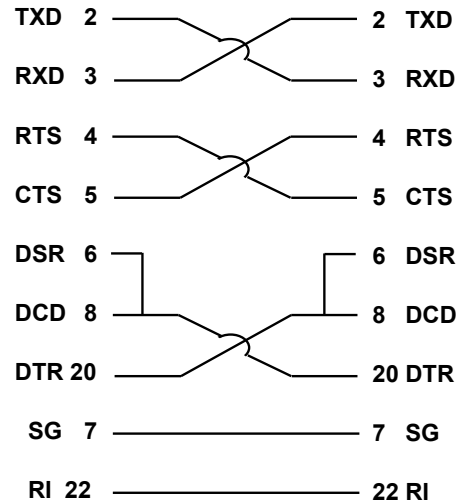 TXD 2 2 TXD
RXD 3 3 RXD
RTS 4 4 RTS
CTS 5 5 CTS
DSR 6 6 DSR
DCD 8 8 DCD
DTR 20 20 DTR
SG 7 7 SG
RI 22 22 RI